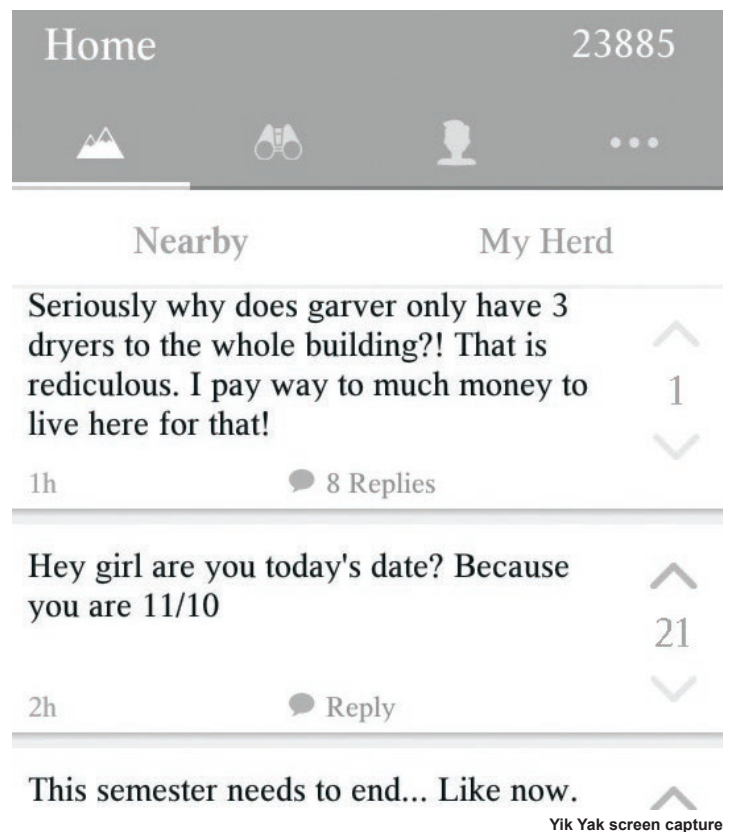 Home 23885
Nearby My Herd
Seriously why does garver only have 3
dryers to the whole building?! That is
rediculous. I pay way to much money to
live here for that!
1
1h 8 Replies
Hey girl are you today's date? Because
you are 11/10
21
2h Reply
This semester needs to end... Like now.
Yik Yak screen capture